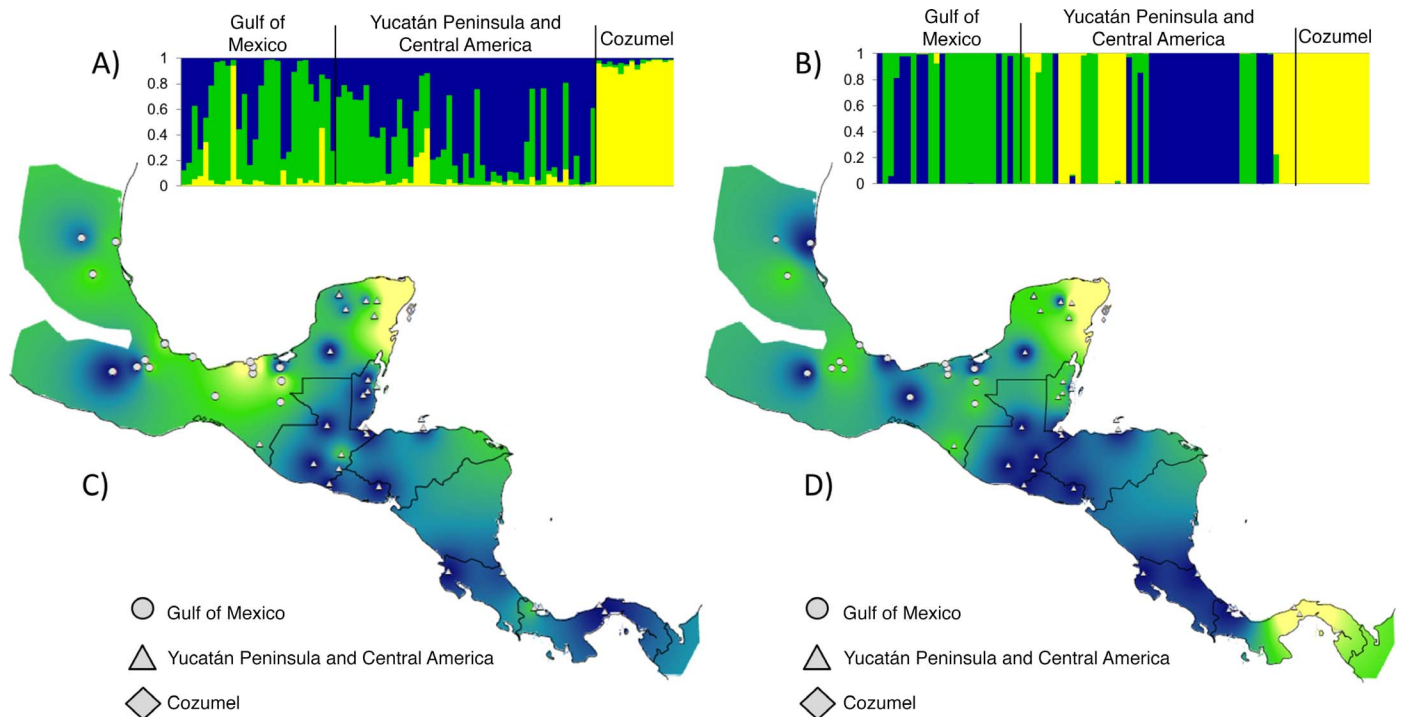 Gulf of
Mexico
Yucatán Peninsula and
Central America
Cozumel
A)
1
0.8
0.6
0.4
0.2
0
Gulf of
Mexico
Yucatán Peninsula and
Central America
Cozumel
B)
1
0.8
0.6
0.4
0.2
0
C)
Gulf of Mexico
Yucatán Peninsula and Central America
Cozumel
D)
Gulf of Mexico
Yucatán Peninsula and Central America
Cozumel